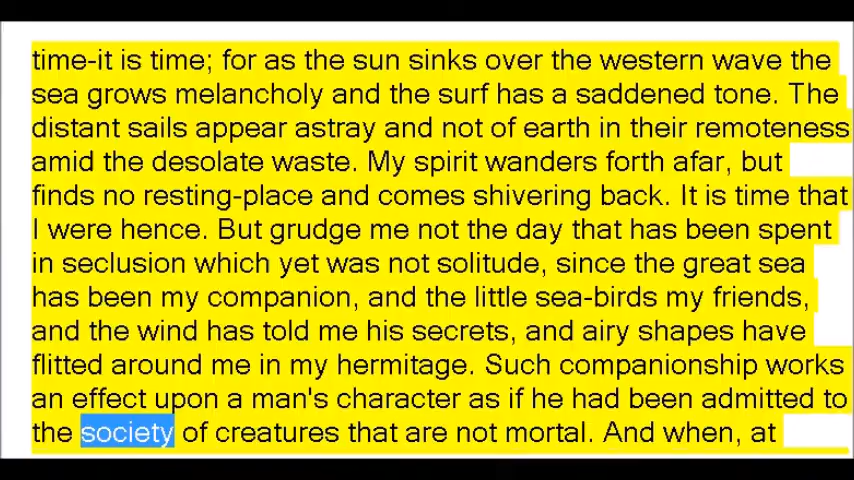 time-it is time; for as the sun sinks over the western wave the
sea grows melancholy and the surf has a saddened tone. The
distant sails appear astray and not of earth in their remoteness
amid the desolate waste. My spirit wanders forth afar, but
finds no resting-place and comes shivering back. It is time that
I were hence. But grudge me not the day that has been spent
in seclusion which yet was not solitude, since the great sea
has been my companion, and the little sea-birds my friends,
and the wind has told me his secrets, and airy shapes have
flitted around me in my hermitage. Such companionship works
an effect upon a man's character as if he had been admitted to
the society of creatures that are not mortal. And when, at